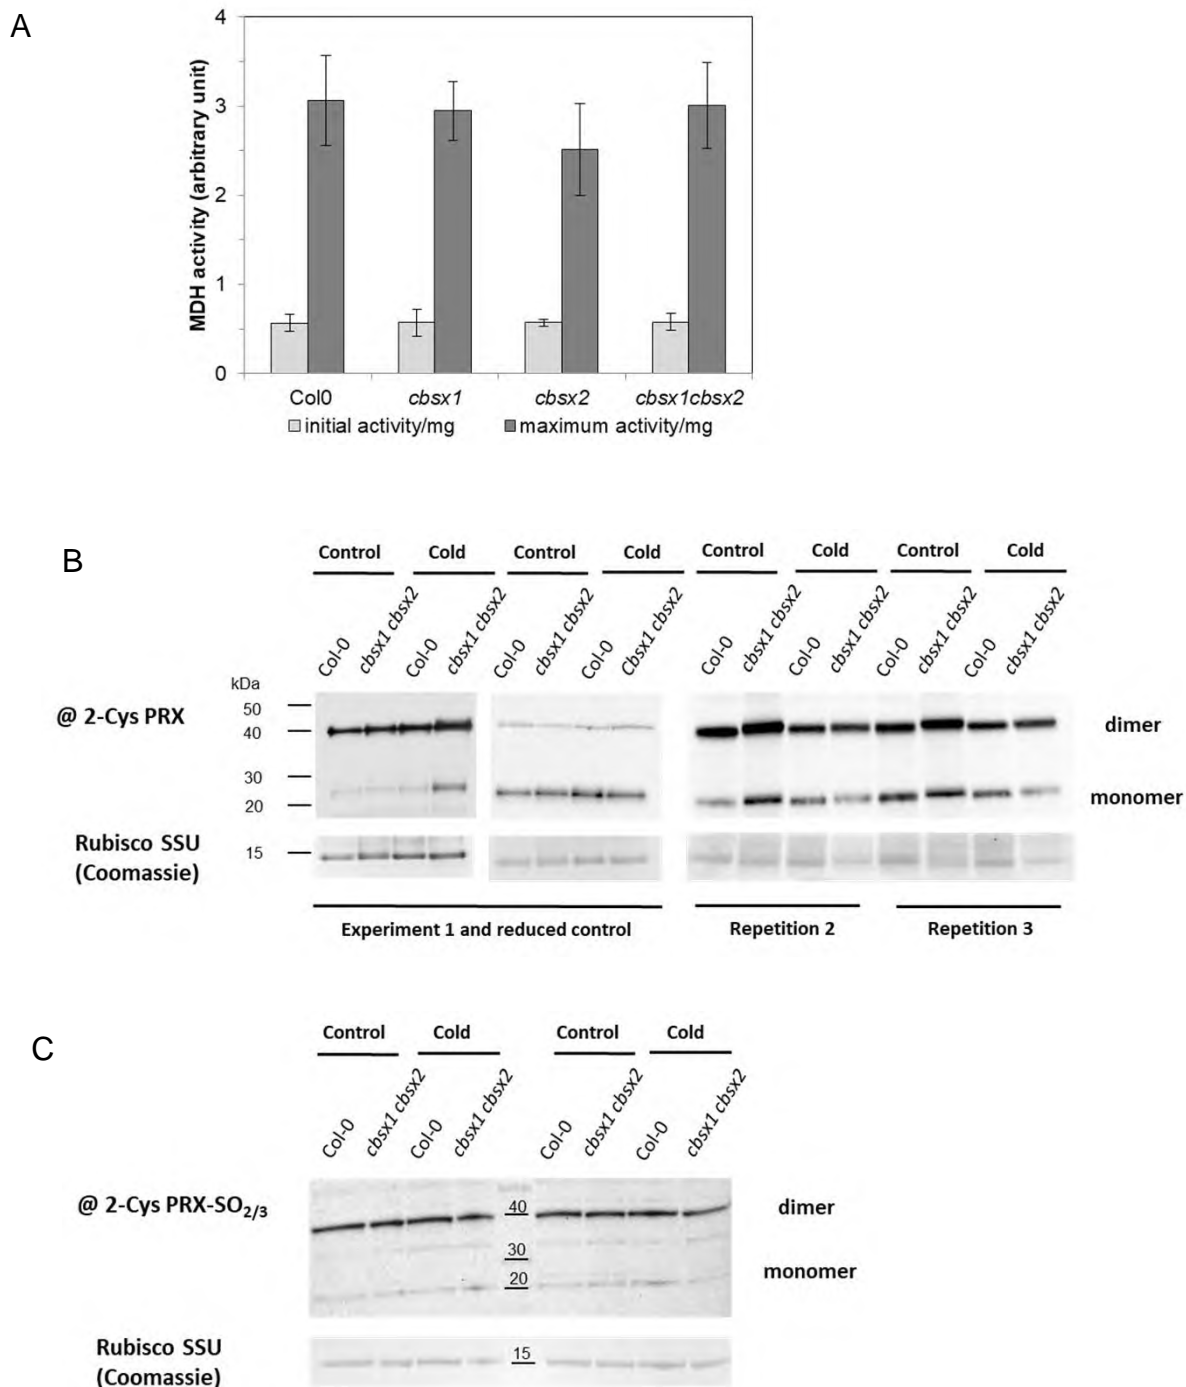 A
4
3
2
1
0
MDH activity (arbitrary unit)
Col0 cbsx1 cbsx2 cbsx1cbsx2
initial activity/mg maximum activity/mg
B
Control Cold Control Cold Control Cold Control Cold
Col-0 cbsx1 cbsx2 Col-0 cbsx1 cbsx2 Col-0 cbsx1 cbsx2 Col-0 cbsx1 cbsx2 Col-0 cbsx1 cbsx2 Col-0 cbsx1 cbsx2 Col-0 cbsx1 cbsx2 Col-0 cbsx1 cbsx2
kDa
50
@ 2-Cys PRX 40 dimer
30
20 monomer
Rubisco SSU 15
(Coomassie)
Experiment 1 and reduced control Repetition 2 Repetition 3
C
Control Cold Control Cold
Col-0 cbsx1 cbsx2 Col-0 cbsx1 cbsx2 Col-0 cbsx1 cbsx2 Col-0 cbsx1 cbsx2
@ 2-Cys PRX-SO2/3 40 dimer
30
20 monomer
Rubisco SSU 15
(Coomassie)